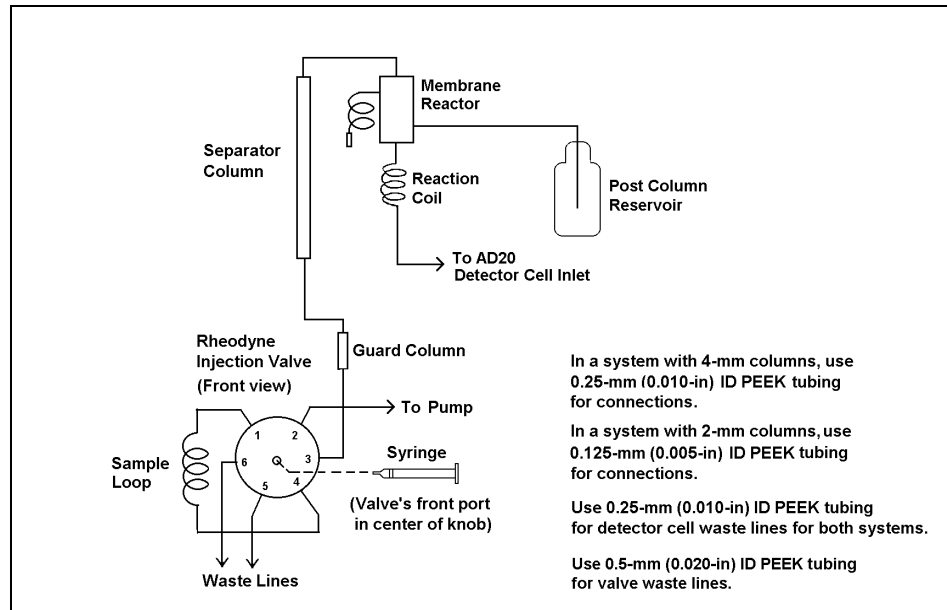 Membrane
Reactor
Separator
Column
Reaction
Coil
Post Column
Reservoir
To AD20
Detector Cell Inlet
Rheodyne
Injection Valve
(Front view)
Guard Column
To Pump
1
2
3
4
5
6
Sample
Loop
Syringe
(Valve's front port
in center of knob)
Waste Lines
In a system with 4-mm columns, use
0.25-mm (0.010-in) ID PEEK tubing
for connections.
In a system with 2-mm columns, use
0.125-mm (0.005-in) ID PEEK tubing
for connections.
Use 0.25-mm (0.010-in) ID PEEK tubing
for detector cell waste lines for both systems.
Use 0.5-mm (0.020-in) ID PEEK tubing
for valve waste lines.